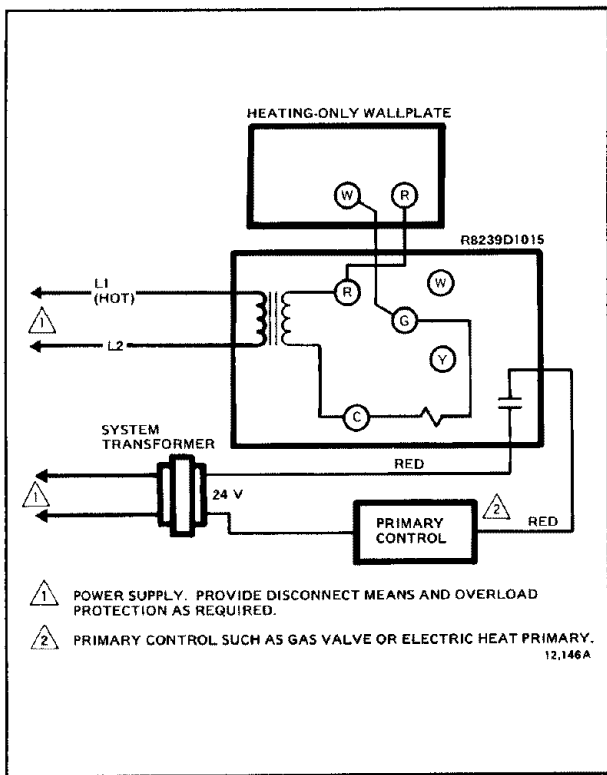 HEATING-ONLY WALLPLATE
W
R
R8239D1015
L1
(HOT)
R
W
1
G
L2
Y
C
SYSTEM
TRANSFORMER
RED
1
24 V
2
PRIMARY
CONTROL
RED
1 POWER SUPPLY. PROVIDE DISCONNECT MEANS AND OVERLOAD
PROTECTION AS REQUIRED.
2 PRIMARY CONTROL SUCH AS GAS VALVE OR ELECTRIC HEAT PRIMARY.
12,146A